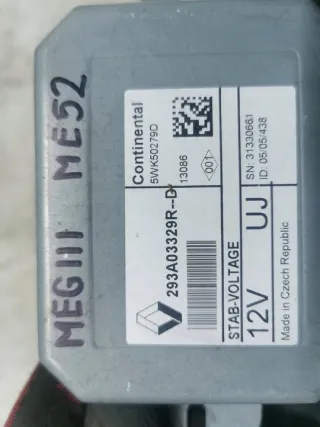 MEG III ME52
Continental
5WK50279D
13086
<001>
SN: 31330661
ID: 05/05/438
293A03329R--D
STAB-VOLTAGE
12V UJ
Made in Czech Republic